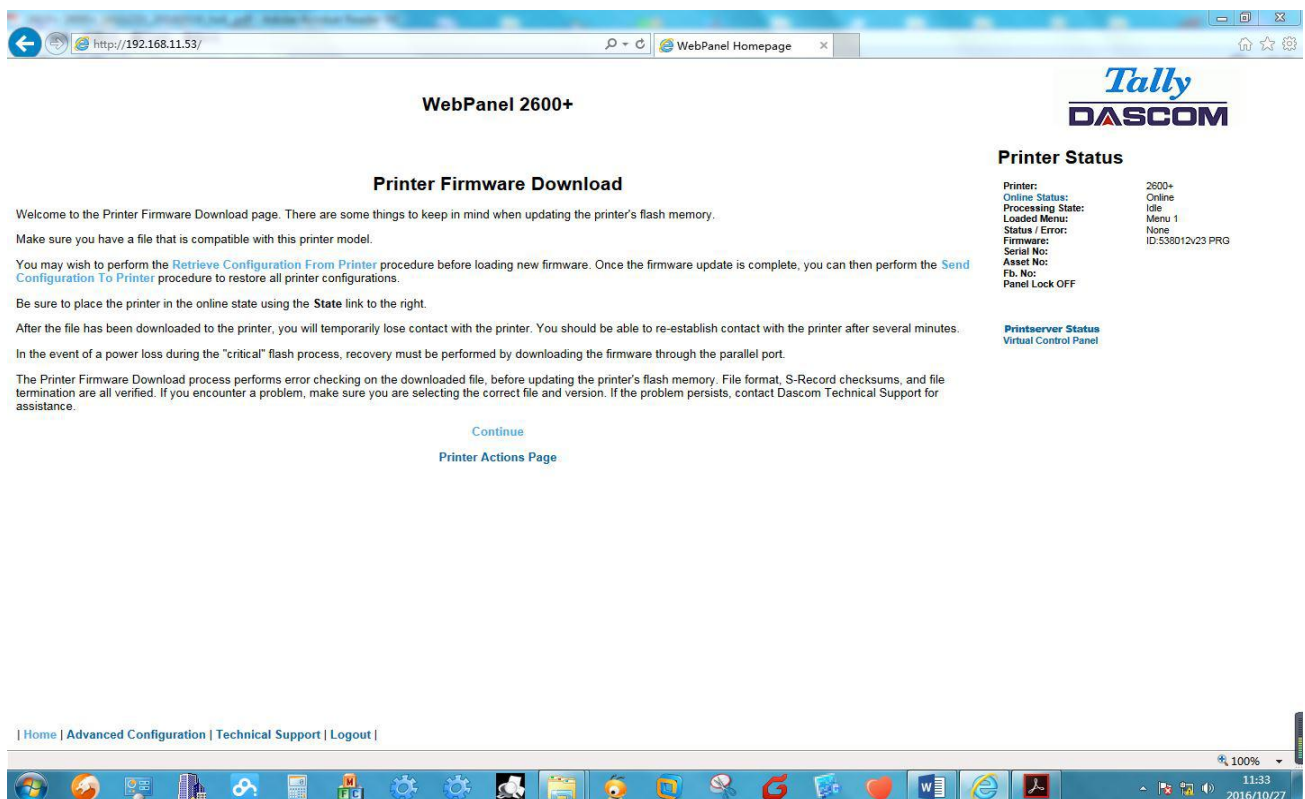 http://192.168.11.53/
WebPanel Homepage
Tally
DASCOM
WebPanel 2600+
Printer Status
Printer Firmware Download
Printer: 2600+
Online Status: Online
Processing State: Idle
Loaded Menu: Menu 1
Status / Error: None
Firmware: ID:538012v23 PRG
Serial No:
Asset No:
Fb. No:
Panel Lock OFF
Printserver Status
Virtual Control Panel
Welcome to the Printer Firmware Download page. There are some things to keep in mind when updating the printer's flash memory.
Make sure you have a file that is compatible with this printer model.
You may wish to perform the Retrieve Configuration From Printer procedure before loading new firmware. Once the firmware update is complete, you can then perform the Send
Configuration To Printer procedure to restore all printer configurations.
Be sure to place the printer in the online state using the State link to the right.
After the file has been downloaded to the printer, you will temporarily lose contact with the printer. You should be able to re-establish contact with the printer after several minutes.
In the event of a power loss during the "critical" flash process, recovery must be performed by downloading the firmware through the parallel port.
The Printer Firmware Download process performs error checking on the downloaded file, before updating the printer's flash memory. File format, S-Record checksums, and file
termination are all verified. If you encounter a problem, make sure you are selecting the correct file and version. If the problem persists, contact Dascom Technical Support for
assistance.
Continue
Printer Actions Page
| Home | Advanced Configuration | Technical Support | Logout |
100%
M
F C
W
11:33
2016/10/27